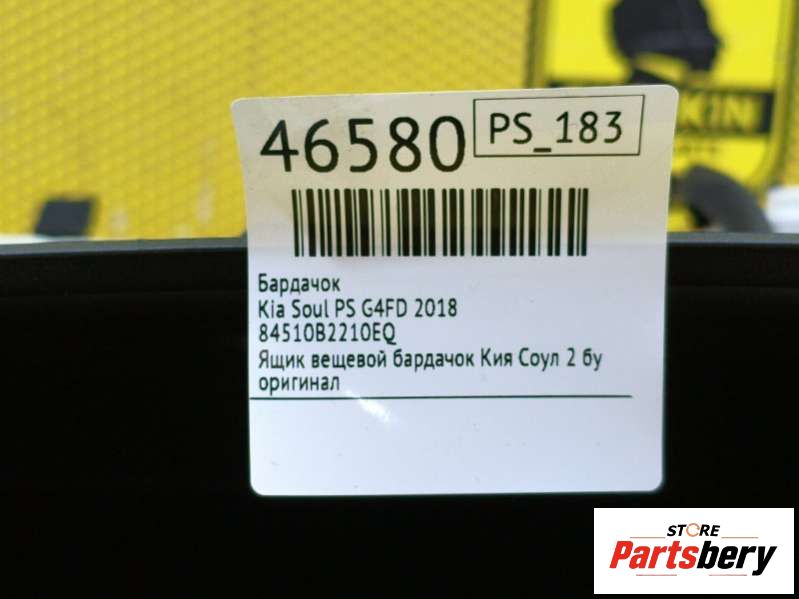 46580
PS_183
Бардачок
Kia Soul PS G4FD 2018
84510B2210EQ
Ящик вещевой бардачок Кия Соул 2 бу
оригинал
STORE
Partsbery